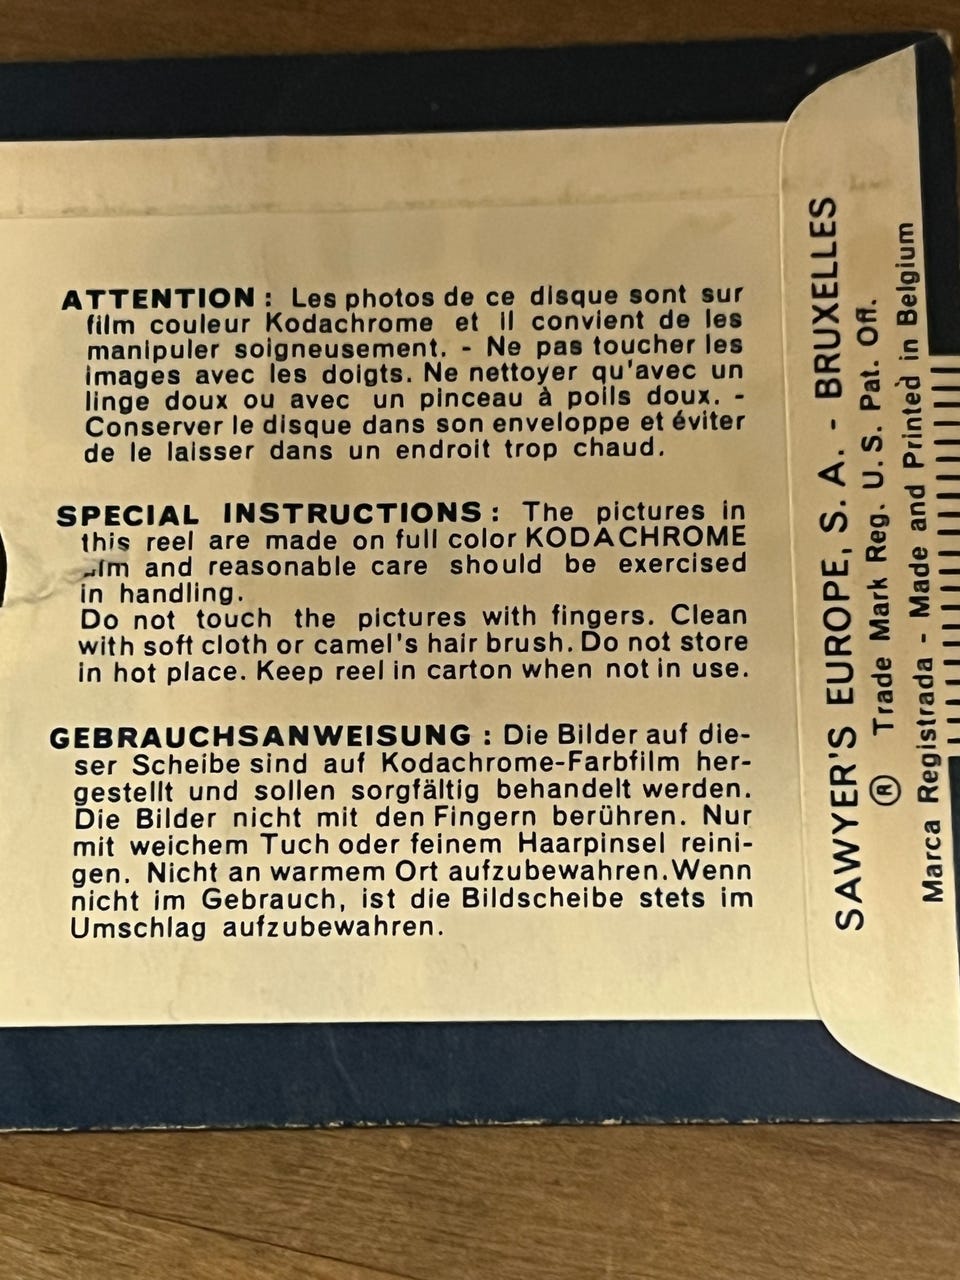 ATTENTION : Les photos de ce disque sont sur
film couleur Kodachrome et il convient de les
manipuler soigneusement. - Ne pas toucher les
images avec les doigts. Ne nettoyer qu'avec un
linge doux ou avec un pinceau à poils doux. -
Conserver le disque dans son enveloppe et éviter
de le laisser dans un endroit trop chaud.
SPECIAL INSTRUCTIONS : The pictures in
this reel are made on full color KODACHROME
film and reasonable care should be exercised
in handling.
Do not touch the pictures with fingers. Clean
with soft cloth or camel's hair brush. Do not store
in hot place. Keep reel in carton when not in use.
GEBRAUCHSANWEISUNG : Die Bilder auf die-
ser Scheibe sind auf Kodachrome-Farbfilm her-
gestellt und sollen sorgfältig behandelt werden.
Die Bilder nicht mit den Fingern berühren. Nur
mit weichem Tuch oder feinem Haarpinsel reini-
gen. Nicht an warmem Ort aufzubewahren. Wenn
nicht im Gebrauch, ist die Bildscheibe stets im
Umschlag aufzubewahren.
SAWYER'S EUROPE, S. A. - BRUXELLES
® Trade Mark Reg. U. S. Pat. Off.
Marca Registrada - Made and Printed in Belgium